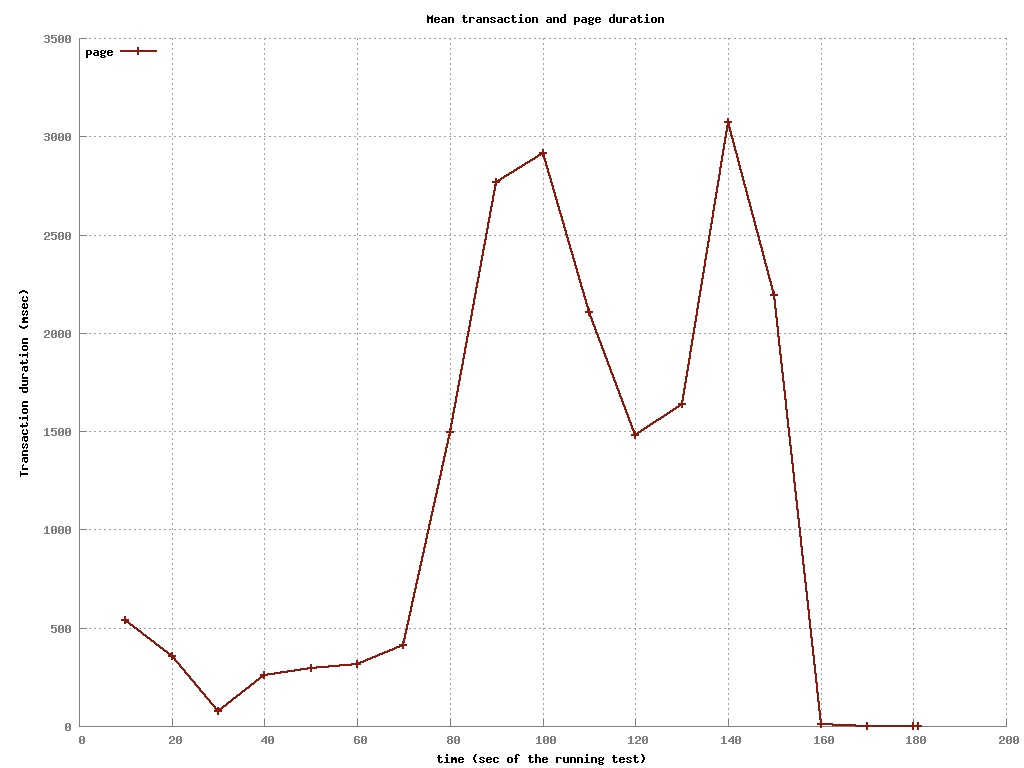 Mean transaction and page duration
page
3500
3000
2500
2000
1500
1000
500
0
Transaction duration (msec)
0 20 40 60 80 100 120 140 160 180 200
time (sec of the running test)